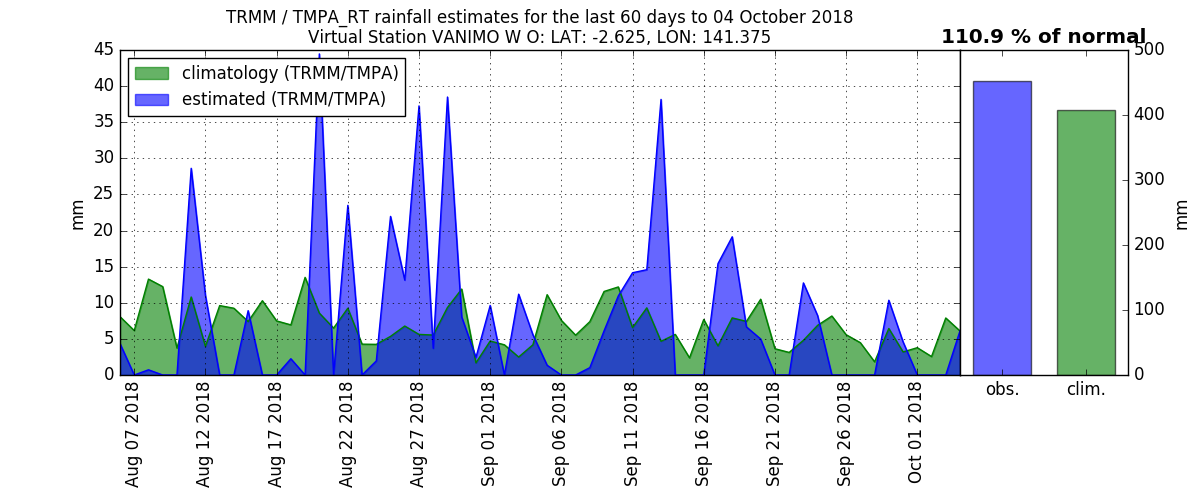 TRMM / TMPA_RT rainfall estimates for the last 60 days to 04 October 2018
Virtual Station VANIMO W O: LAT: -2.625, LON: 141.375
110.9 % of normal
climatology (TRMM/TMPA)
estimated (TRMM/TMPA)
mm
45
40
35
30
25
20
15
10
5
0
Aug 07 2018
Aug 12 2018
Aug 17 2018
Aug 22 2018
Aug 27 2018
Sep 01 2018
Sep 06 2018
Sep 11 2018
Sep 16 2018
Sep 21 2018
Sep 26 2018
Oct 01 2018
obs.
clim.
500
400
300
200
100
0
mm